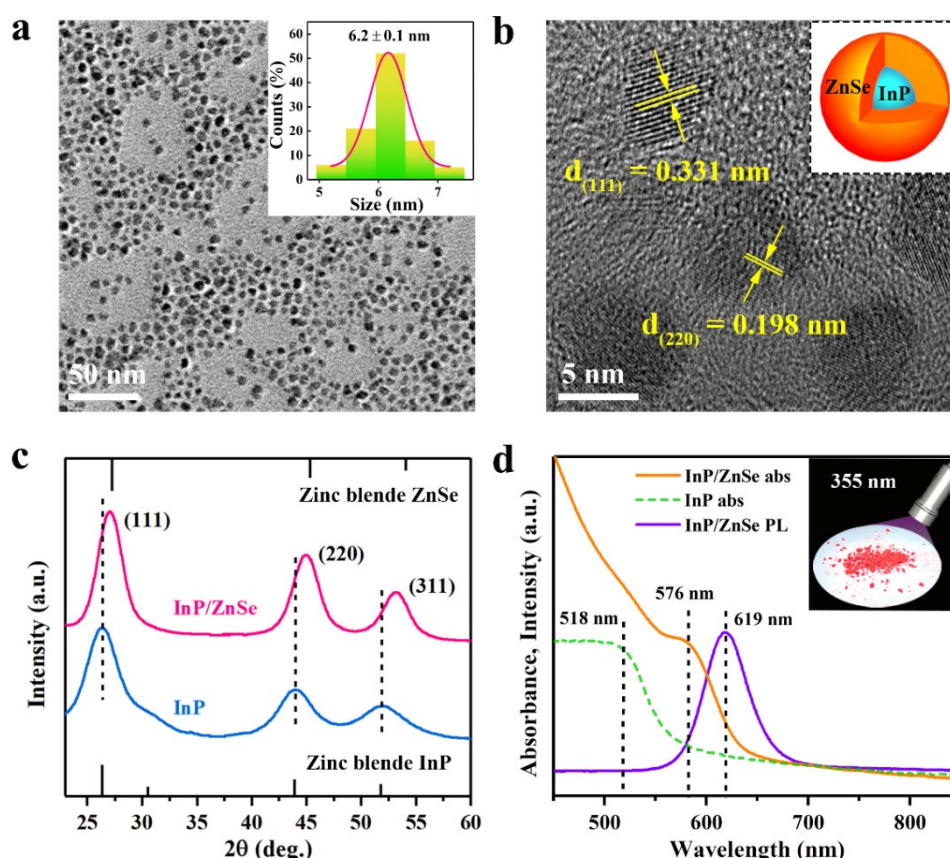 a
6.2 ± 0.1 nm
Counts (%)
60
50
40
30
20
10
0
5
6
7
Size (nm)
50 nm
b
ZnSe
InP
d(111) = 0.331 nm
d(220) = 0.198 nm
5 nm
c
Zinc blende ZnSe
(111)
(220)
(311)
InP/ZnSe
InP
Zinc blende InP
Intensity (a.u.)
25 30 35 40 45 50 55 60
2θ (deg.)
d
InP/ZnSe abs
InP abs
InP/ZnSe PL
355 nm
518 nm
576 nm
619 nm
Absorbance, Intensity (a.u.)
500 600 700 800
Wavelength (nm)